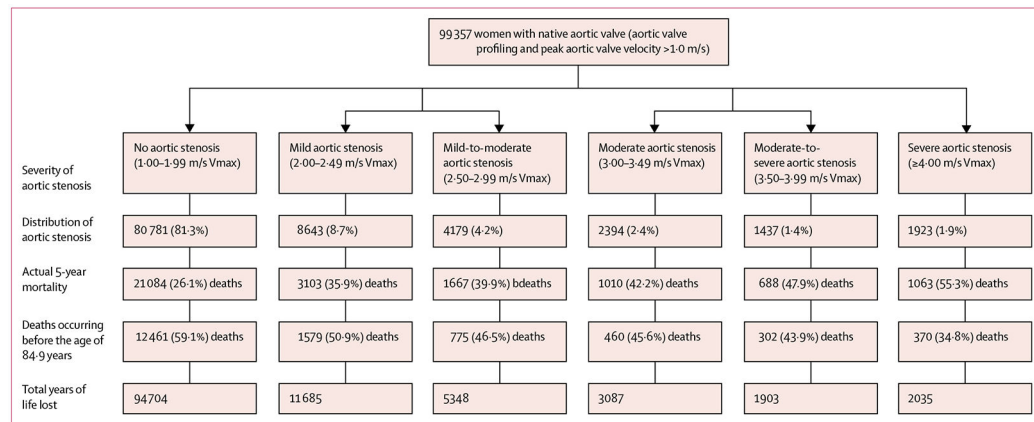 99 357 women with native aortic valve (aortic valve
profiling and peak aortic valve velocity >1·0 m/s)
Severity of
aortic stenosis
No aortic stenosis
(1·00–1·99 m/s Vmax)
Mild aortic stenosis
(2·00–2·49 m/s Vmax)
Mild-to-moderate
aortic stenosis
(2·50–2·99 m/s Vmax)
Moderate aortic stenosis
(3·00–3·49 m/s Vmax)
Moderate-to-
severe aortic stenosis
(3·50–3·99 m/s Vmax)
Severe aortic stenosis
(≥4·00 m/s Vmax)
Distribution of
aortic stenosis
80 781 (81·3%)
8643 (8·7%)
4179 (4·2%)
2394 (2·4%)
1437 (1·4%)
1923 (1·9%)
Actual 5-year
mortality
21 084 (26·1%) deaths
3103 (35·9%) deaths
1667 (39·9%) bdeaths
1010 (42·2%) deaths
688 (47·9%) deaths
1063 (55·3%) deaths
Deaths occurring
before the age of
84·9 years
12 461 (59·1%) deaths
1579 (50·9%) deaths
775 (46·5%) deaths
460 (45·6%) deaths
302 (43·9%) deaths
370 (34·8%) deaths
Total years of
life lost
94 704
11 685
5348
3087
1903
2035